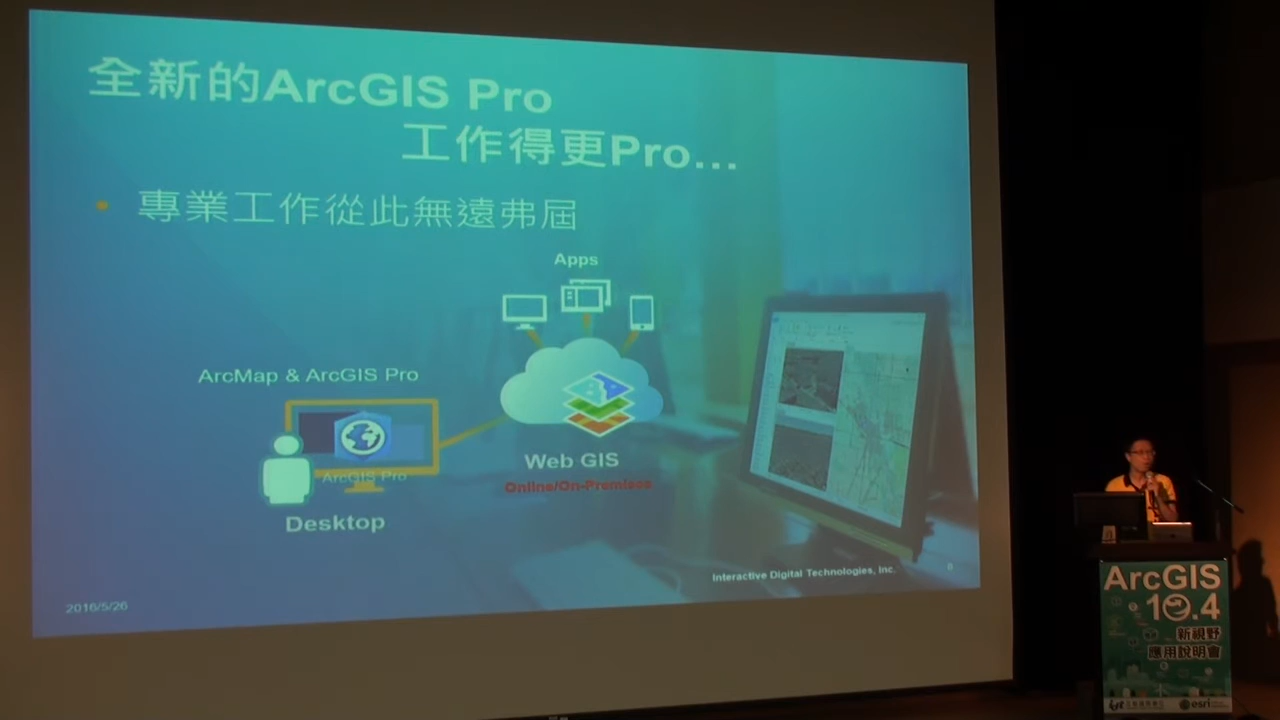 全新的ArcGIS Pro
工作得更Pro...
• 專業工作從此無遠弗屆
Apps
ArcMap & ArcGIS Pro
ArcGIS Pro
Desktop
Web GIS
Online/On-Premises
Interactive Digital Technologies, Inc.
2016/5/26
ArcGIS
10.4
新視野
應用說明會
esri